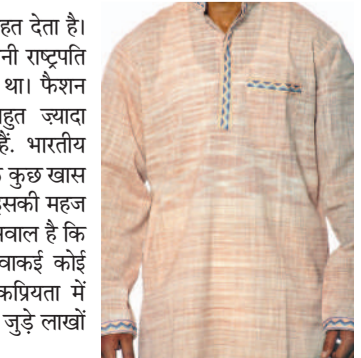 हत देता है।
नी राष्ट्रपति
था। फैशन
हुत ज्यादा
हैं. भारतीय
कुछ खास
सकी महज
वाल है कि
वाकई कोई
कप्रियता में
जुड़े लाखों